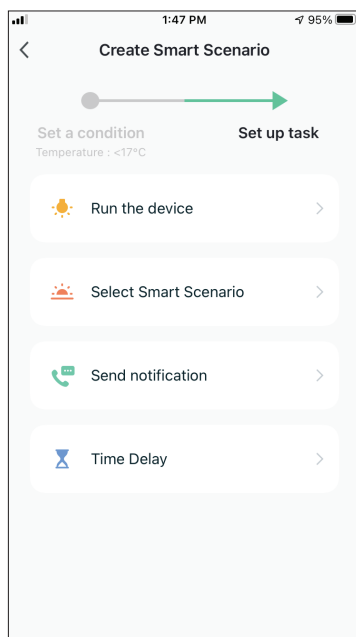 1:47 PM 95%
Create Smart Scenario
Set a condition Set up task
Temperature : <17°C
Run the device
Select Smart Scenario
Send notification
Time Delay